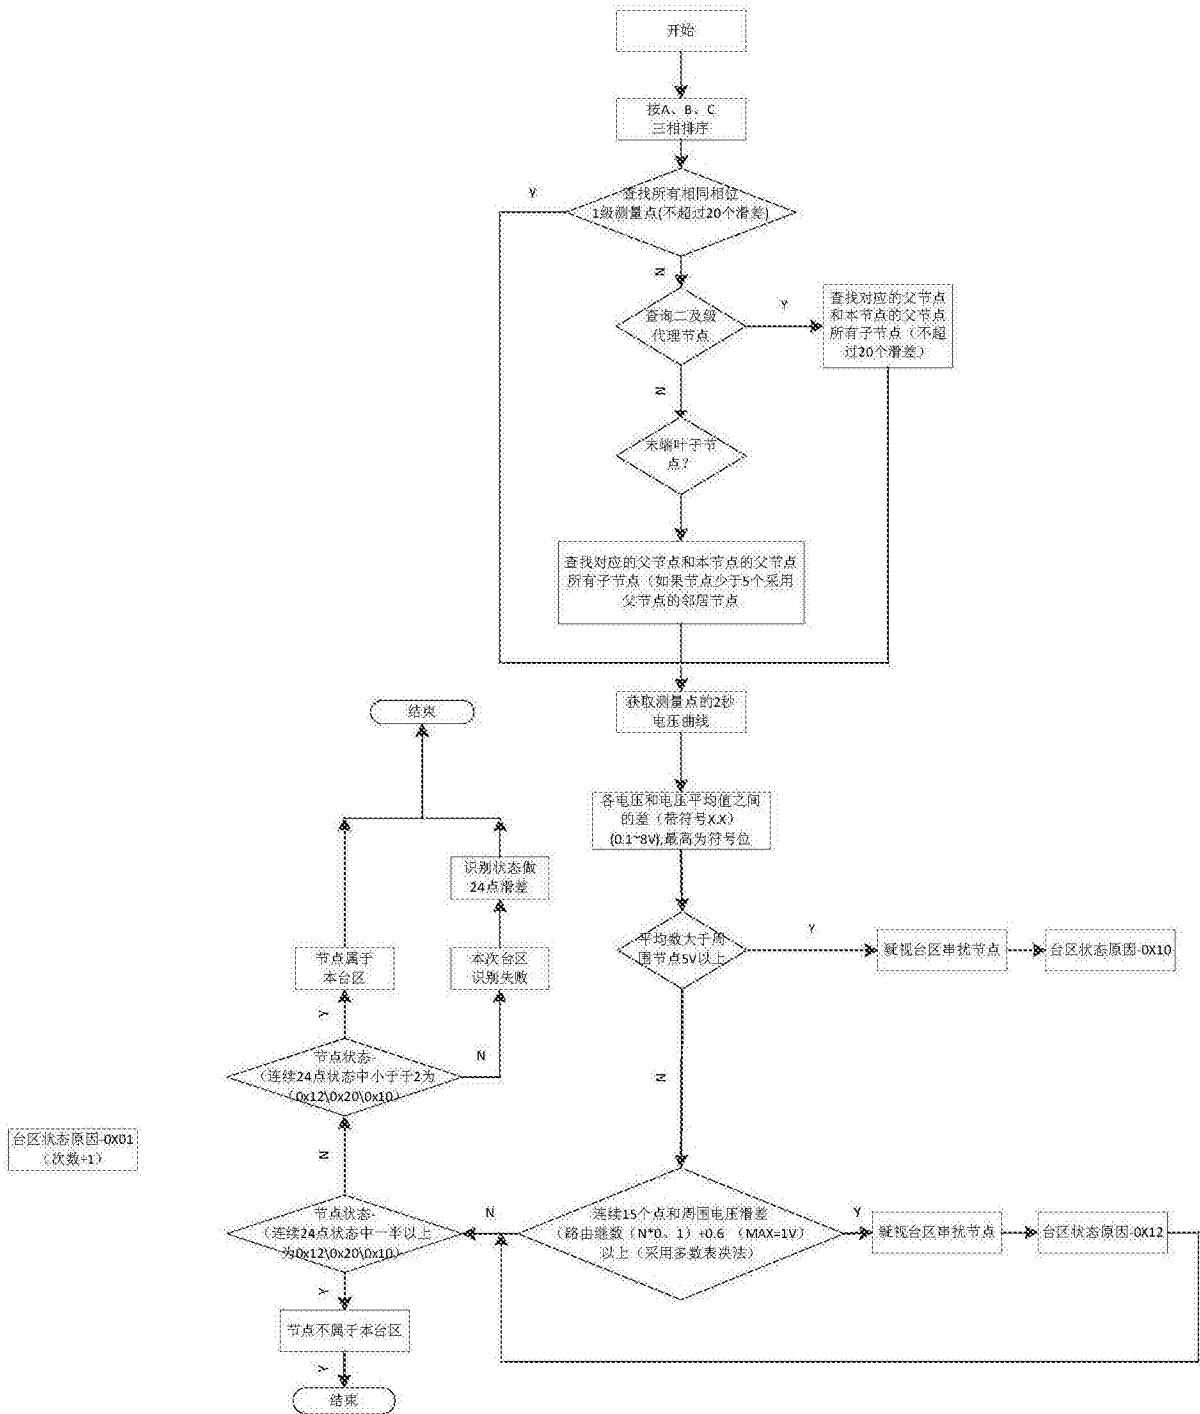 开始
按A、B、C
三相排序
查找所有相同相位
1级测量点(不超过20个滑差)
Y
N
查询二及级
代理节点
Y
查找对应的父节点
和本节点的父节点
所有子节点（不超
过20个滑差）
N
末端叶子节
点？
查找对应的父节点和本节点的父节点
所有子节点（如果节点少于5个采用
父节点的邻居节点
获取测量点的2秒
电压曲线
各电压和电压平均值之间
的差（带符号X.X）
(0.1~8V),最高为符号位
平均数大于周
围节点5V以上
Y
疑视台区串扰节点
台区状态原因-0X10
N
连续15个点和周围电压滑差
（路由继数（N*0。1）+0.6 （MAX=1V）
以上（采用多数表决法）
Y
疑视台区串扰节点
台区状态原因-0X12
N
节点状态-
（连续24点状态中一半以上
为0x12\0x20\0x10）
Y
节点不属于本台区
Y
结束
N
节点状态-
（连续24点状态中小于于2为
（0x12\0x20\0x10）
Y
节点属于
本台区
N
本次台区
识别失败
识别状态做
24点滑差
结束
台区状态原因-0X01
（次数+1）